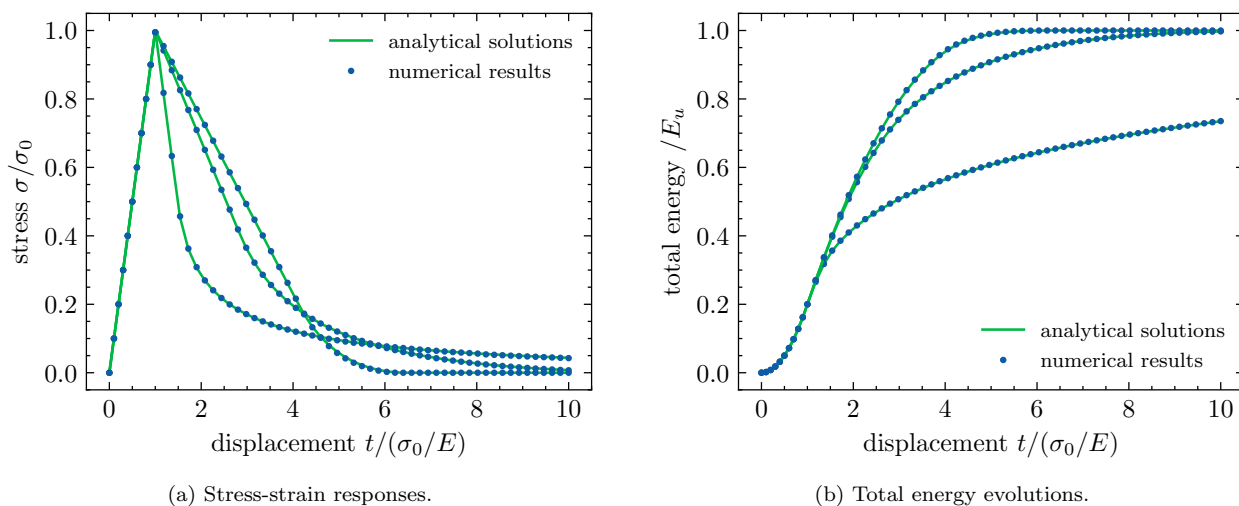 1.0
0.8
0.6
0.4
0.2
0.0
stress σ/σ₀
analytical solutions
numerical results
0 2 4 6 8 10
displacement t/(σ₀/E)
(a) Stress-strain responses.
1.0
0.8
0.6
0.4
0.2
0.0
total energy /Eᵤ
analytical solutions
numerical results
0 2 4 6 8 10
displacement t/(σ₀/E)
(b) Total energy evolutions.